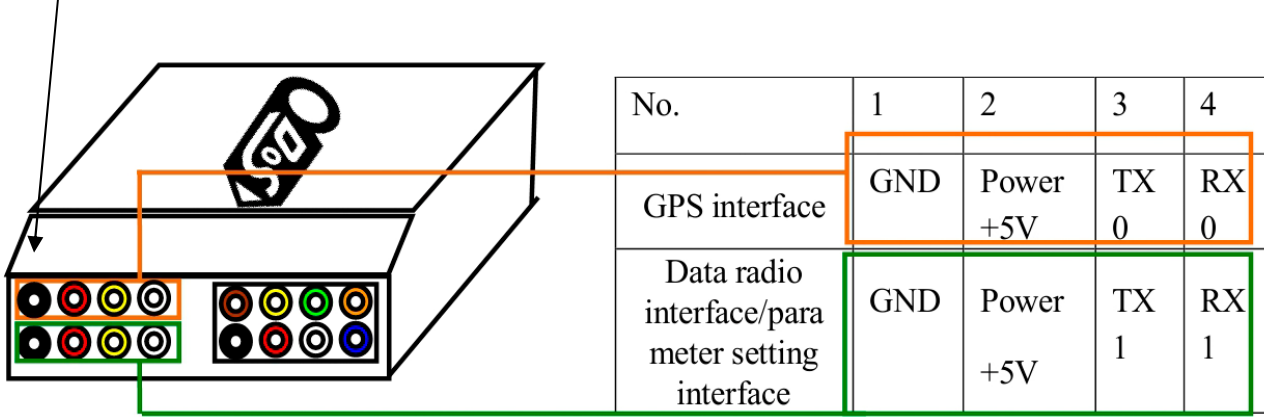 No. 1 2 3 4
GPS interface GND Power +5V TX 0 RX 0
Data radio
interface/para
meter setting
interface
GND Power +5V TX 1 RX 1